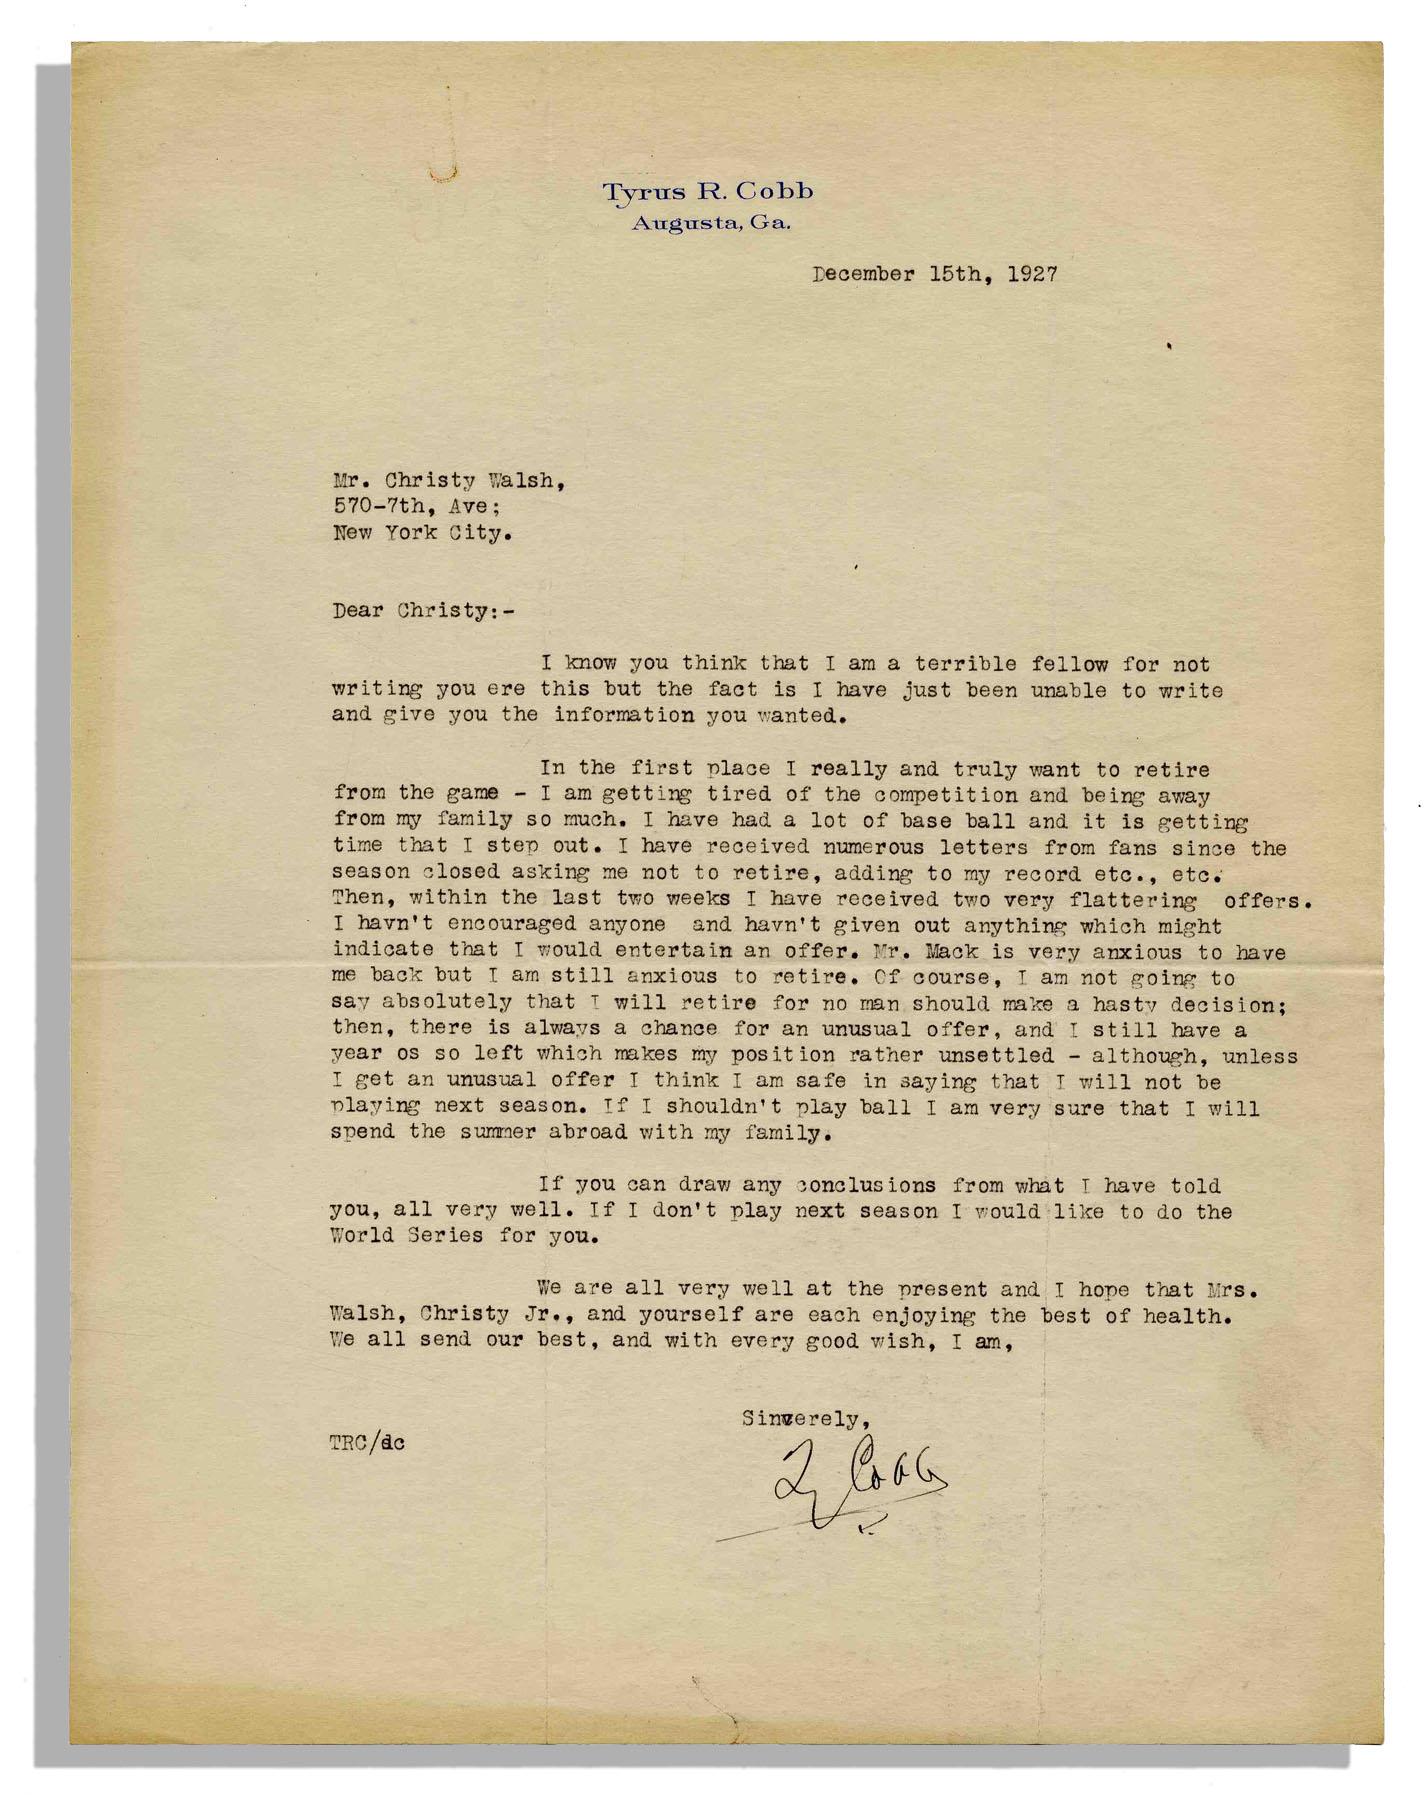 Tyrus R. Cobb
Augusta, Ga.
December 15th, 1927
Mr. Christy Walsh,
570-7th, Ave;
New York City.
Dear Christy:-
I know you think that I am a terrible fellow for not
writing you ere this but the fact is I have just been unable to write
and give you the information you wanted.
In the first place I really and truly want to retire
from the game - I am getting tired of the competition and being away
from my family so much. I have had a lot of base ball and it is getting
time that I step out. I have received numerous letters from fans since the
season closed asking me not to retire, adding to my record etc., etc.
Then, within the last two weeks I have received two very flattering offers.
I havn't encouraged anyone and havn't given out anything which might
indicate that I would entertain an offer. Mr. Mack is very anxious to have
me back but I am still anxious to retire. Of course, I am not going to
say absolutely that I will retire for no man should make a hasty decision;
then, there is always a chance for an unusual offer, and I still have a
year os so left which makes my position rather unsettled - although, unless
I get an unusual offer I think I am safe in saying that I will not be
playing next season. If I shouldn't play ball I am very sure that I will
spend the summer abroad with my family.
If you can draw any conclusions from what I have told
you, all very well. If I don't play next season I would like to do the
World Series for you.
We are all very well at the present and I hope that Mrs.
Walsh, Christy Jr., and yourself are each enjoying the best of health.
We all send our best, and with every good wish, I am,
Sincerely,
TRC/dc
Ty Cobb